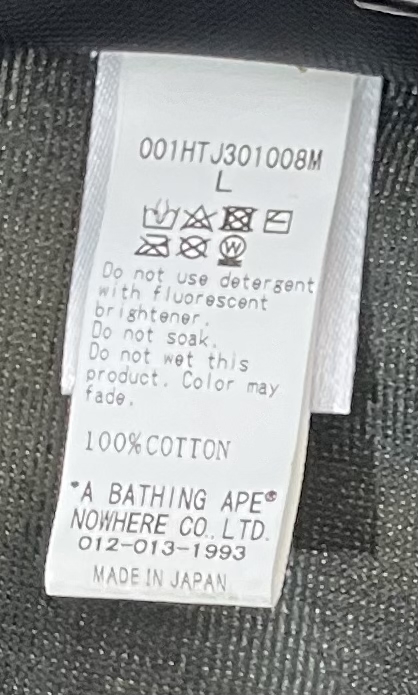 001HTJ301008M
L
W
Do not use detergent
with fluorescent
brightener.
Do not soak.
Do not wet this
product. Color may
fade.
100%COTTON
"A BATHING APE®
NOWHERE CO.,LTD.
012-013-1993
MADE IN JAPAN